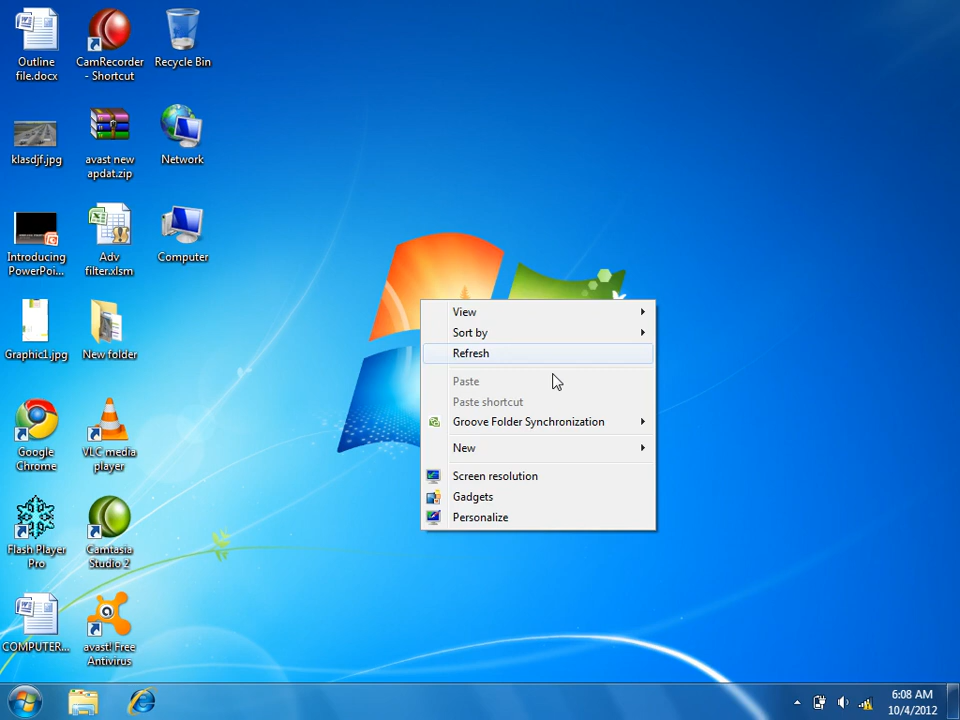 Outline
file.docx
CamRecorder
- Shortcut
Recycle Bin
klasdjf.jpg
avast new
apdat.zip
Network
Introducing
PowerPoi...
Adv
filter.xlsm
Computer
Graphic1.jpg
New folder
Google
Chrome
VLC media
player
Flash Player
Pro
Camtasia
Studio 2
COMPUTER...
avast! Free
Antivirus
View
Sort by
Refresh
Paste
Paste shortcut
Groove Folder Synchronization
New
Screen resolution
Gadgets
Personalize
6:08 AM
10/4/2012